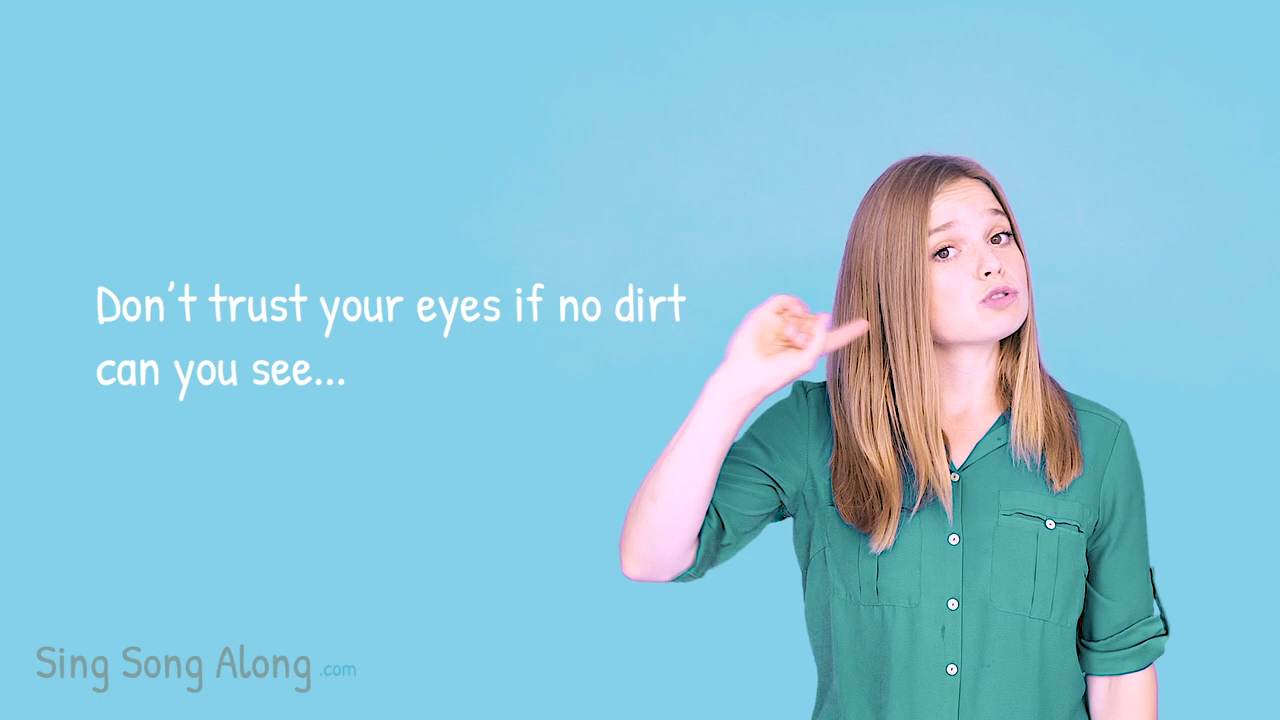 Don't trust your eyes if no dirt
can you see...
Sing Song Along .com